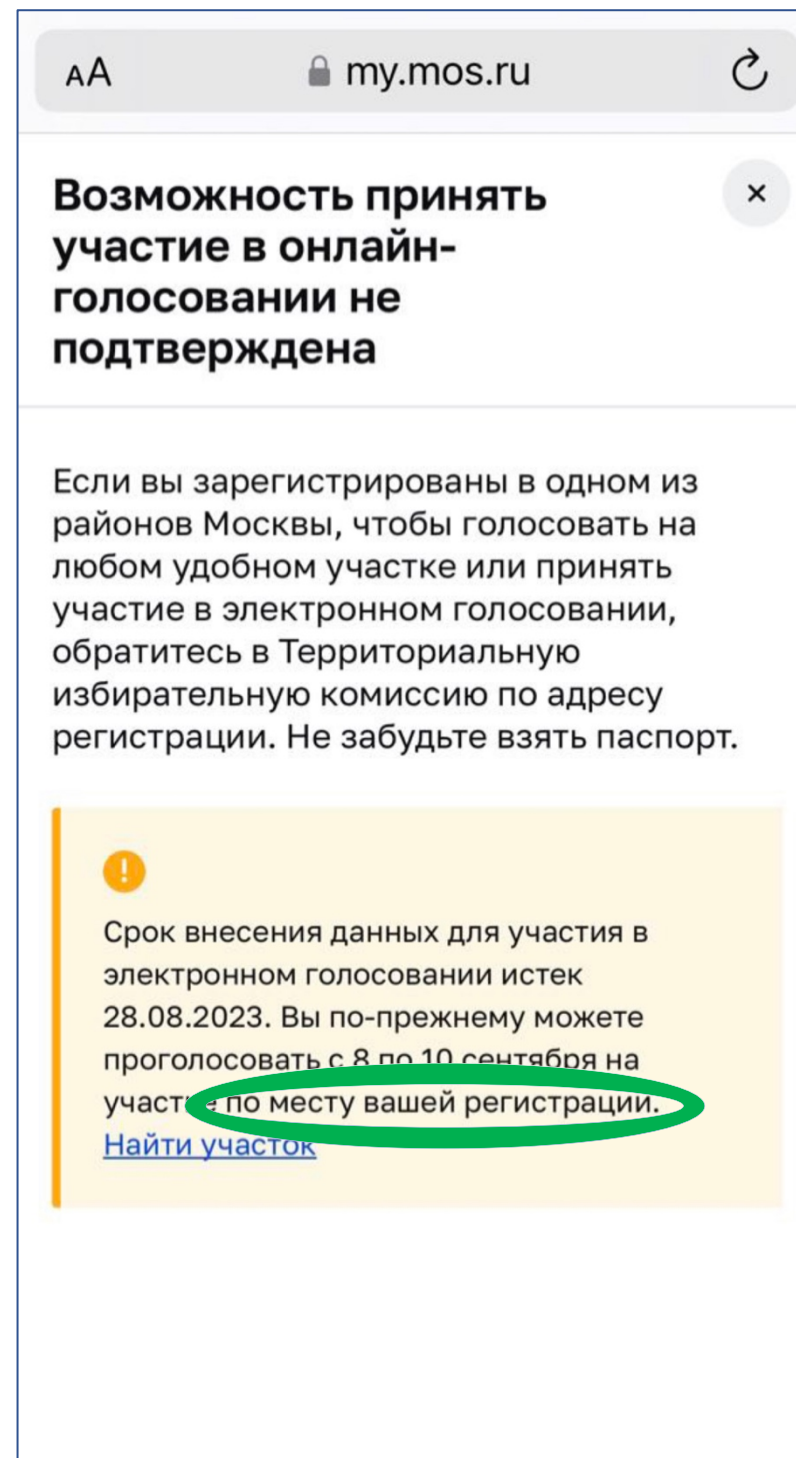 AA my.mos.ru
Возможность принять
участие в онлайн-
голосовании не
подтверждена
Если вы зарегистрированы в одном из
районов Москвы, чтобы голосовать на
любом удобном участке или принять
участие в электронном голосовании,
обратитесь в Территориальную
избирательную комиссию по адресу
регистрации. Не забудьте взять паспорт.
Срок внесения данных для участия в
электронном голосовании истек
28.08.2023. Вы по-прежнему можете
проголосовать с 8 по 10 сентября на
участке по месту вашей регистрации.
Найти участок